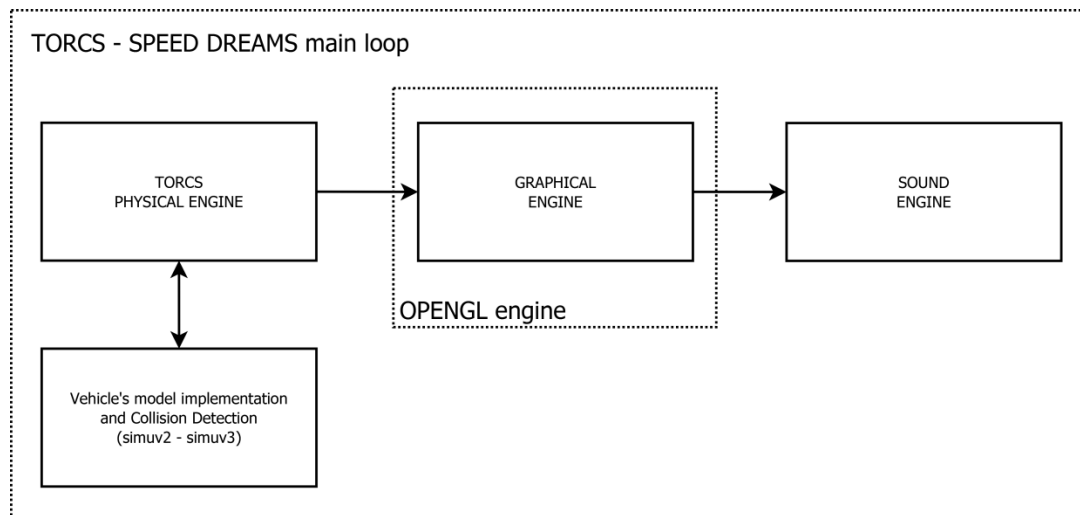 TORCS - SPEED DREAMS main loop
TORCS
PHYSICAL ENGINE
GRAPHICAL
ENGINE
SOUND
ENGINE
OPENGL engine
Vehicle's model implementation
and Collision Detection
(simuv2 - simuv3)